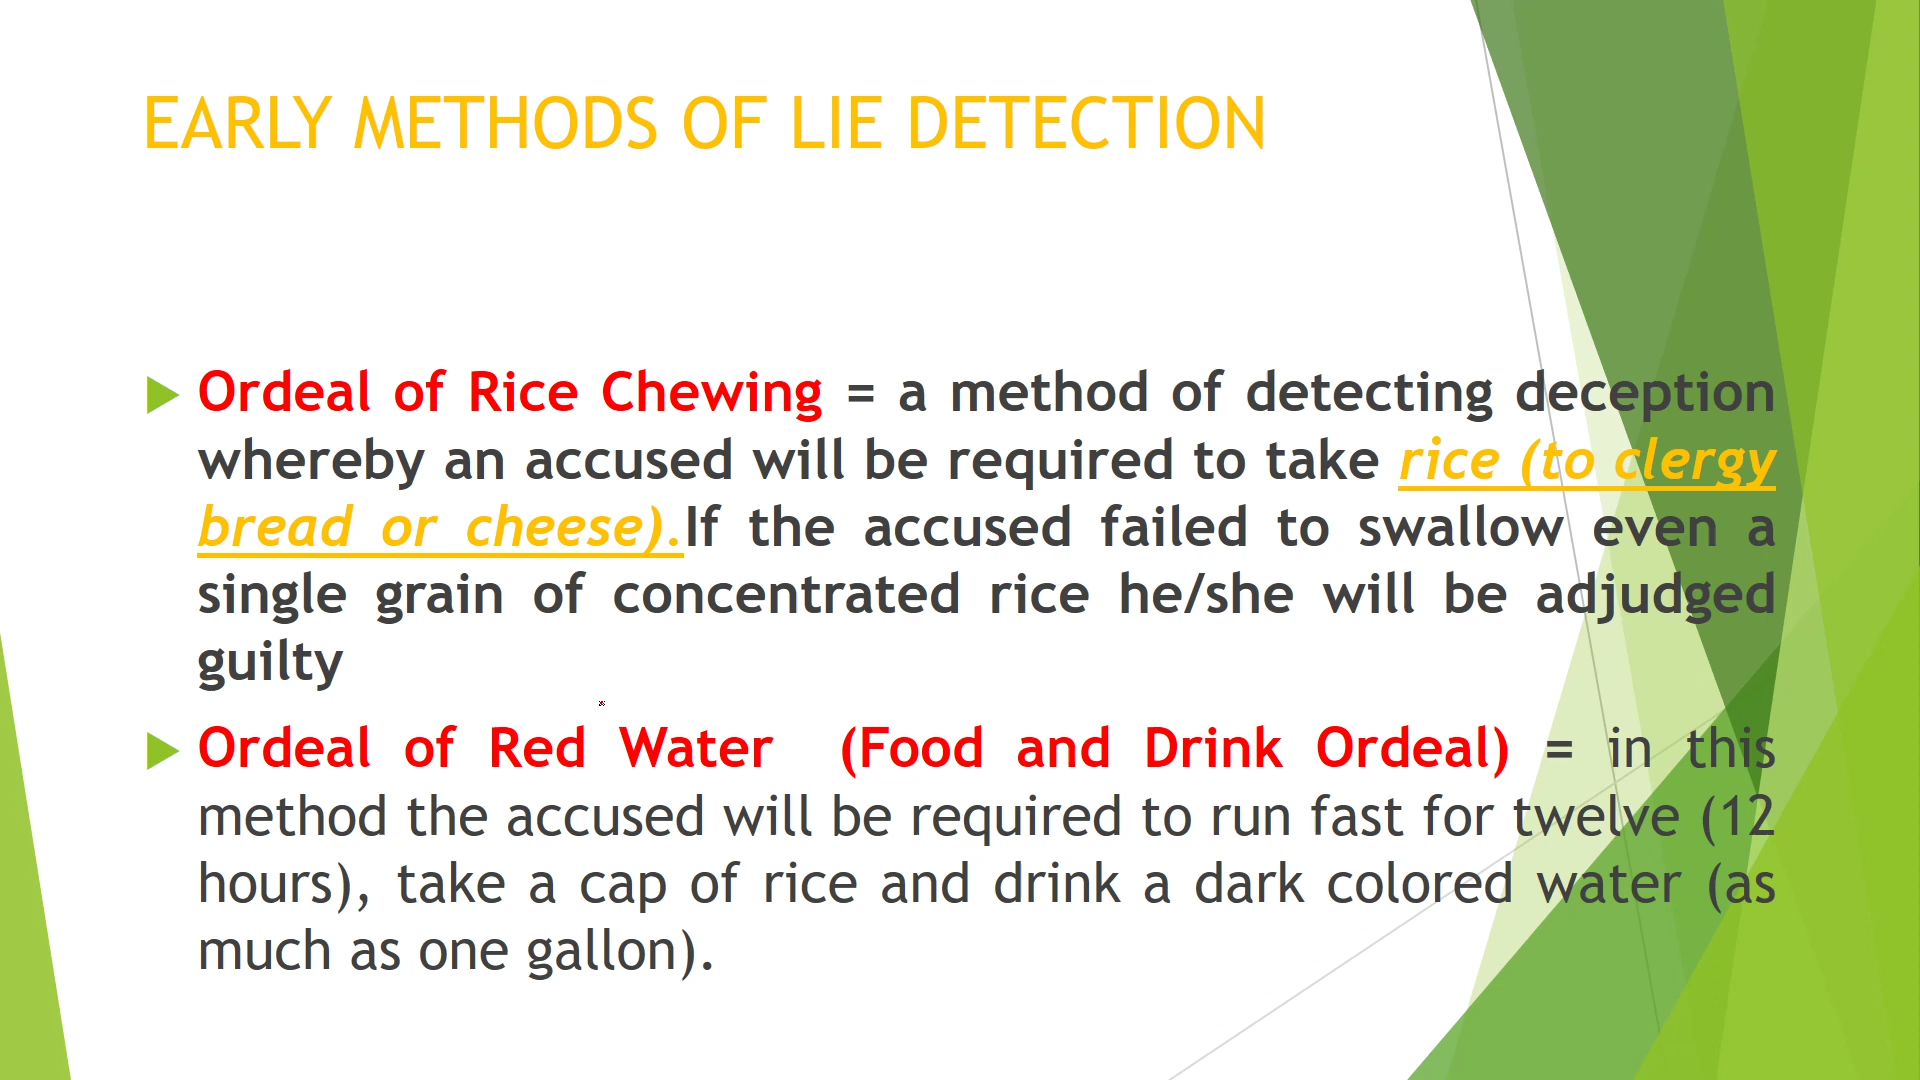 EARLY METHODS OF LIE DETECTION
Ordeal of Rice Chewing = a method of detecting deception
whereby an accused will be required to take rice (to clergy
bread or cheese).If the accused failed to swallow even a
single grain of concentrated rice he/she will be adjudged
guilty
Ordeal of Red Water (Food and Drink Ordeal) = in this
method the accused will be required to run fast for twelve (12
hours), take a cap of rice and drink a dark colored water (as
much as one gallon).